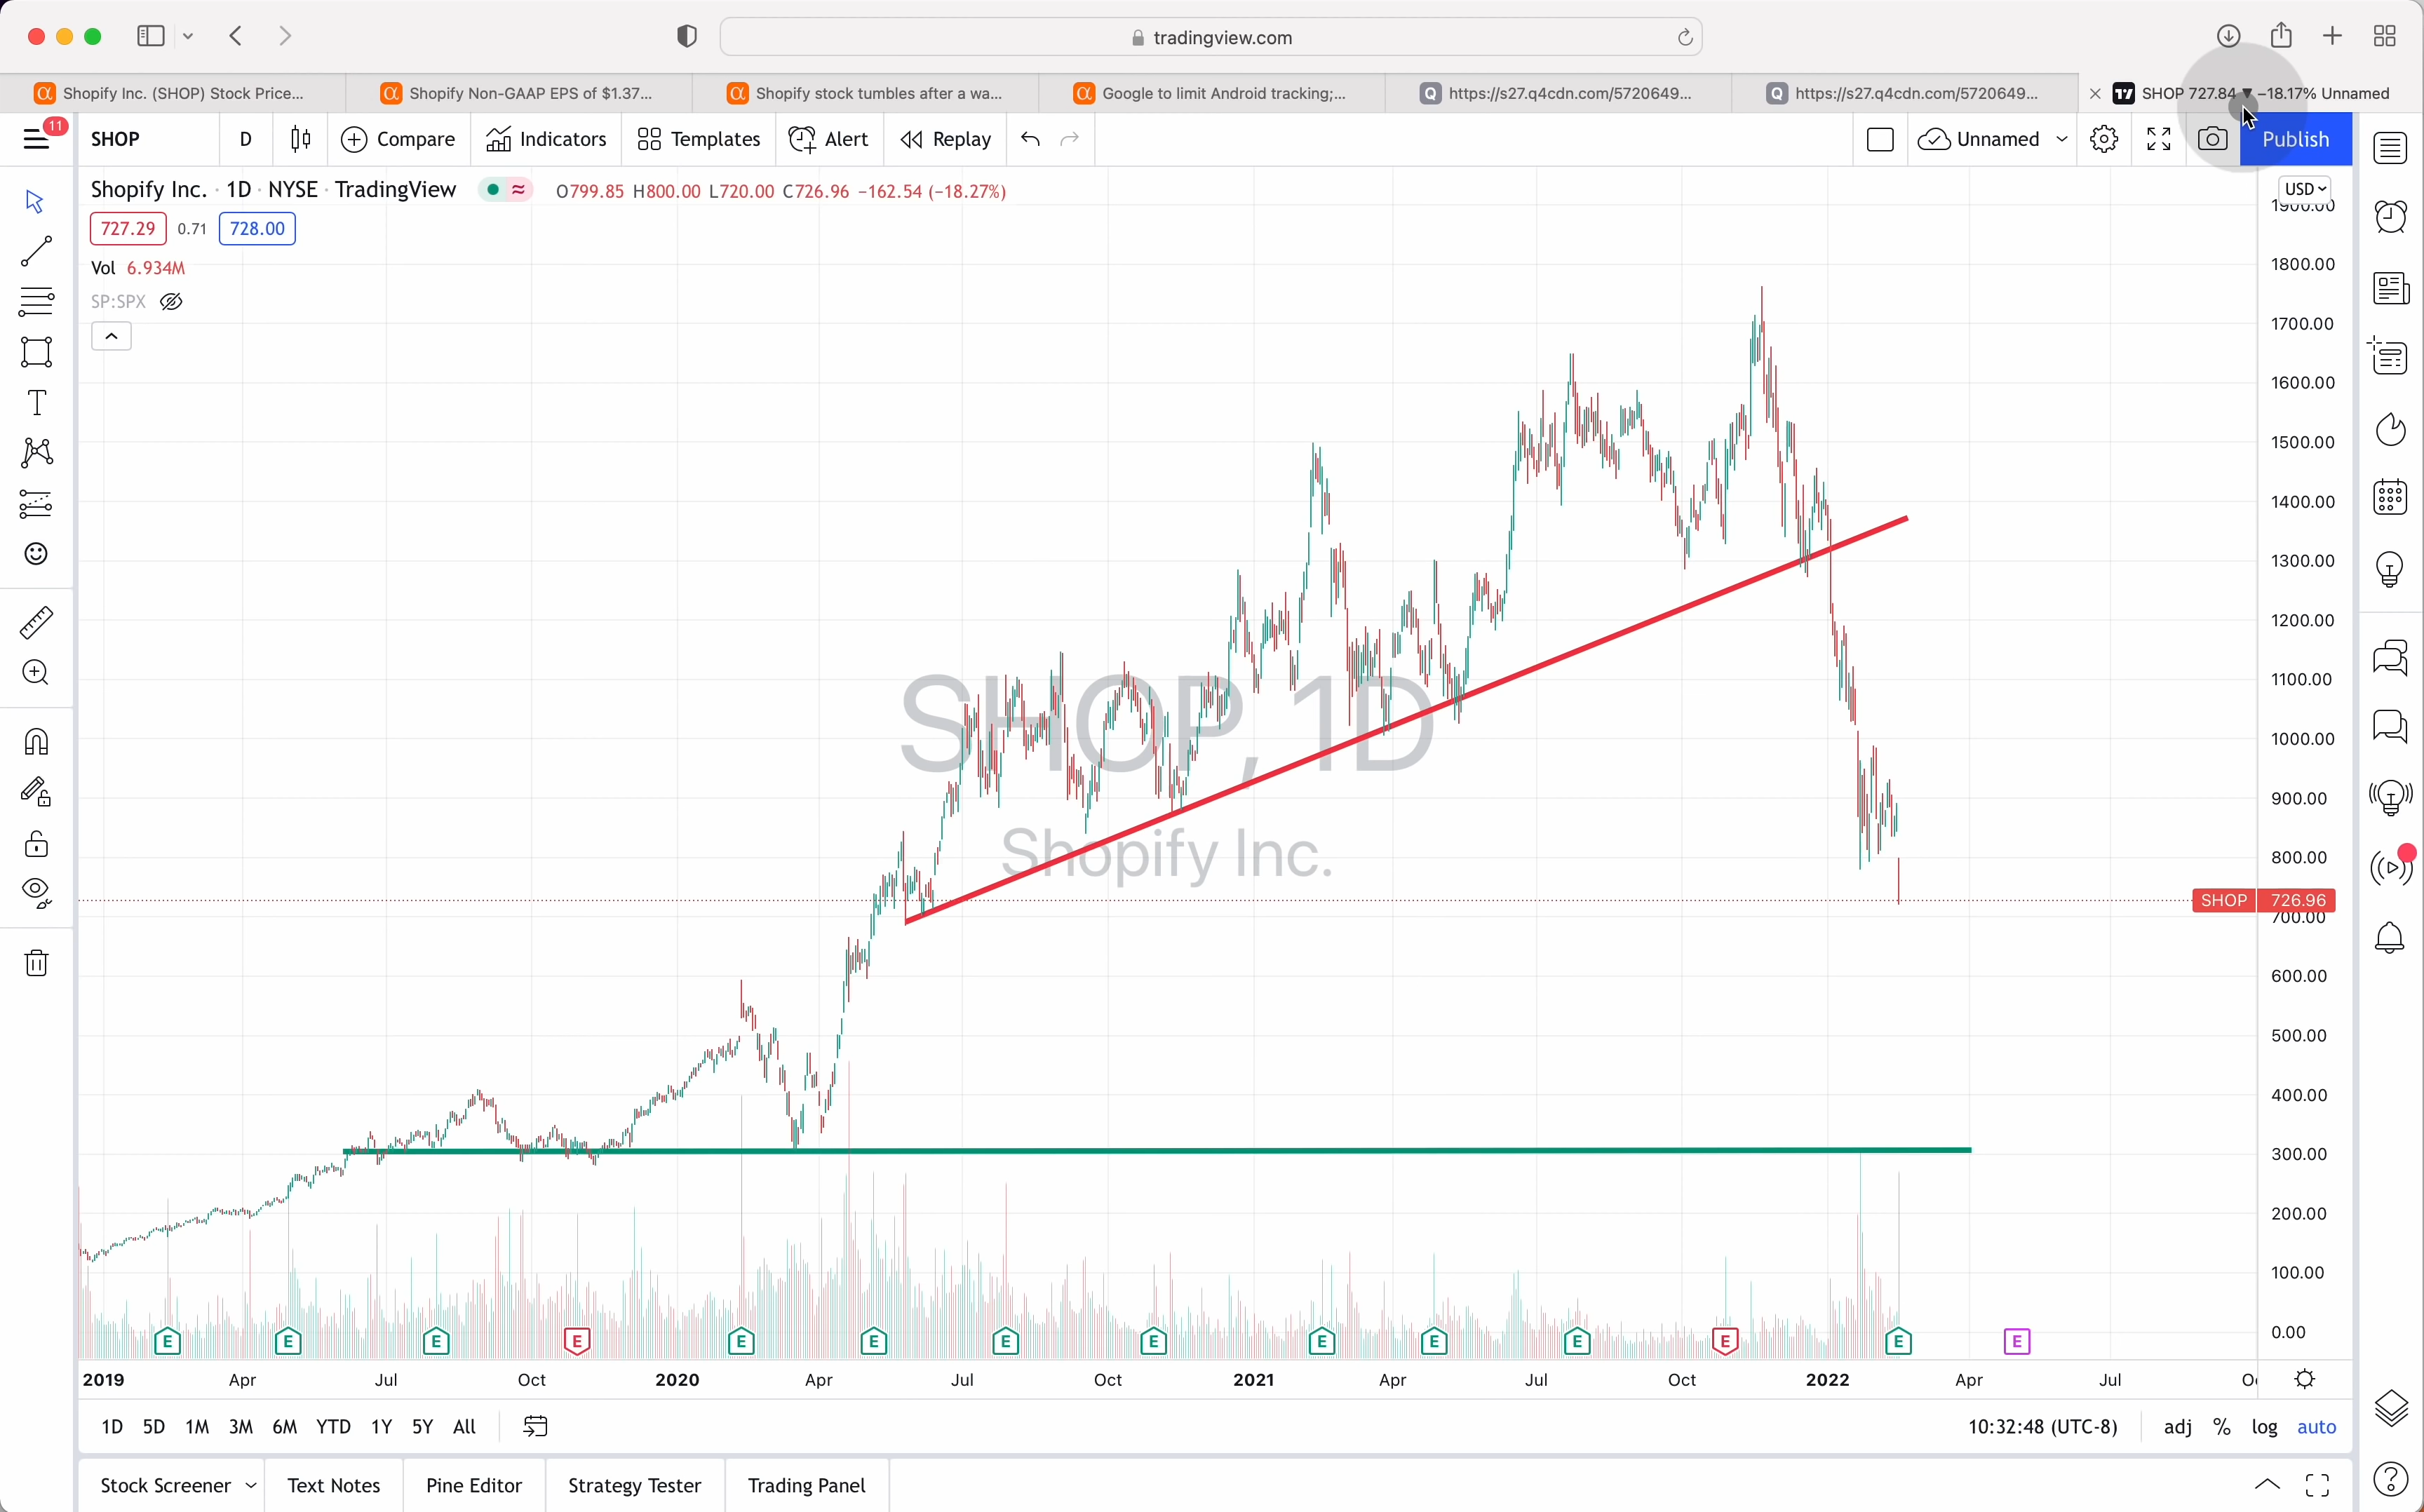 tradingview.com
Shopify Inc. (SHOP) Stock Price...
Shopify Non-GAAP EPS of $1.37...
Shopify stock tumbles after a wa...
Google to limit Android tracking;...
Q https://s27.q4cdn.com/5720649...
Q https://s27.q4cdn.com/5720649...
SHOP 727.84 ▼ −18.17% Unnamed
11
SHOP
D
Compare
Indicators
Templates
Alert
Replay
Unnamed
Publish
Shopify Inc. · 1D · NYSE · TradingView
O799.85 H800.00 L720.00 C726.96 −162.54 (−18.27%)
USD
727.29 0.71 728.00
Vol 6.934M
SP:SPX
1900.00
1800.00
1700.00
1600.00
1500.00
1400.00
1300.00
1200.00
1100.00
1000.00
900.00
800.00
SHOP 726.96
700.00
600.00
500.00
400.00
300.00
200.00
100.00
0.00
SHOP, 1D
Shopify Inc.
E E E E E E E E E E E E E E
2019 Apr Jul Oct 2020 Apr Jul Oct 2021 Apr Jul Oct 2022 Apr Jul
1D 5D 1M 3M 6M YTD 1Y 5Y All
10:32:48 (UTC-8)
adj % log auto
Stock Screener
Text Notes
Pine Editor
Strategy Tester
Trading Panel